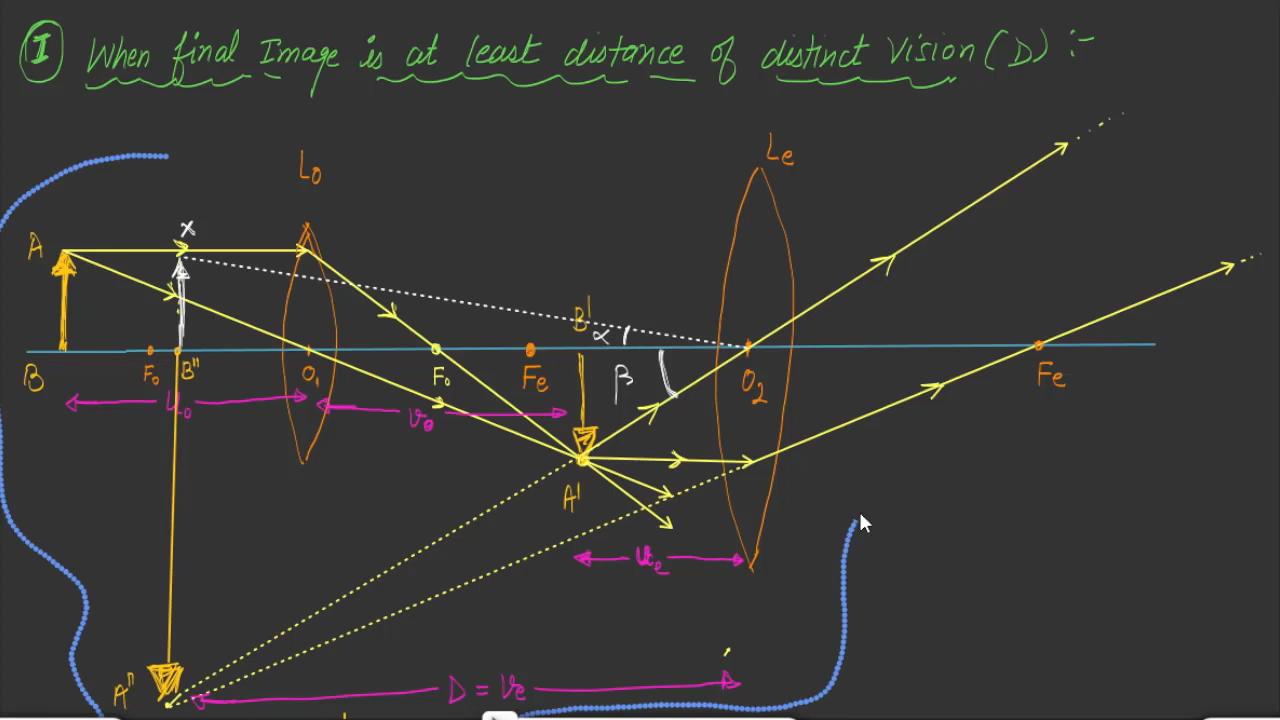 I When final Image is at least distance of distinct Vision (D) :-
Lo
Le
A
x
B'
α
β
B
Fo
B"
O1
Fo
Fe
O2
Fe
uo
vo
A'
ue
A"
D = ve